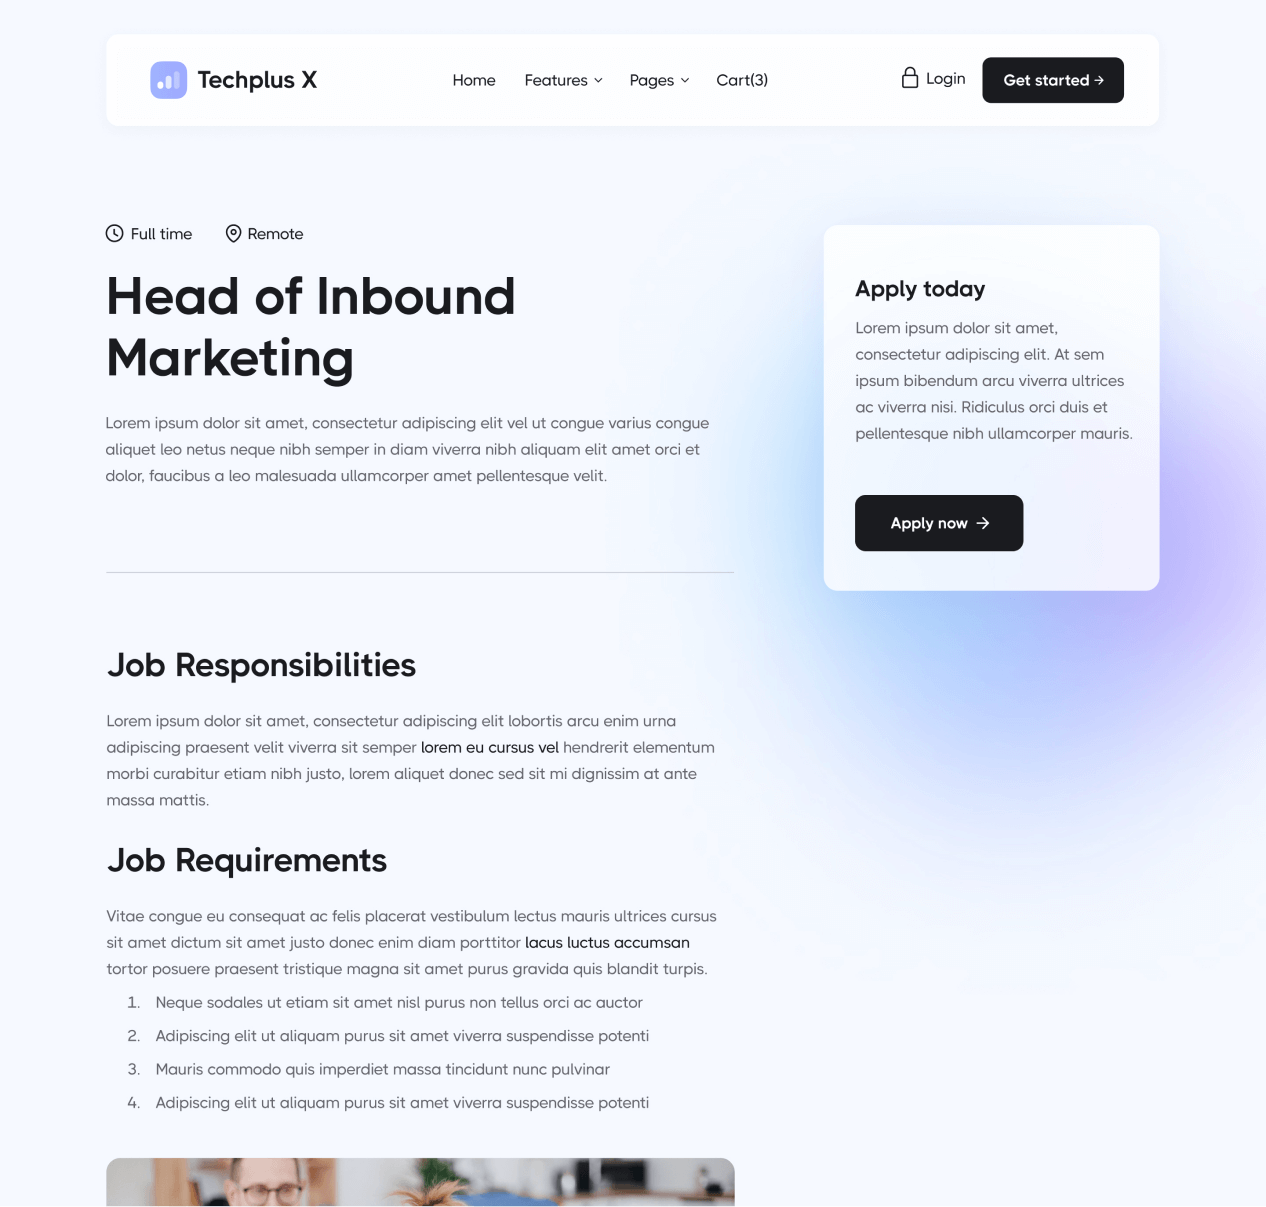 Techplus X
Home Features Pages Cart(3)
Login
Get started →
Full time Remote
Head of Inbound
Marketing
Lorem ipsum dolor sit amet, consectetur adipiscing elit vel ut congue varius congue
aliquet leo netus neque nibh semper in diam viverra nibh aliquam elit amet orci et
dolor, faucibus a leo malesuada ullamcorper amet pellentesque velit.
Apply today
Lorem ipsum dolor sit amet,
consectetur adipiscing elit. At sem
ipsum bibendum arcu viverra ultrices
ac viverra nisi. Ridiculus orci duis et
pellentesque nibh ullamcorper mauris.
Apply now →
Job Responsibilities
Lorem ipsum dolor sit amet, consectetur adipiscing elit lobortis arcu enim urna
adipiscing praesent velit viverra sit semper lorem eu cursus vel hendrerit elementum
morbi curabitur etiam nibh justo, lorem aliquet donec sed sit mi dignissim at ante
massa mattis.
Job Requirements
Vitae congue eu consequat ac felis placerat vestibulum lectus mauris ultrices cursus
sit amet dictum sit amet justo donec enim diam porttitor lacus luctus accumsan
tortor posuere praesent tristique magna sit amet purus gravida quis blandit turpis.
1. Neque sodales ut etiam sit amet nisl purus non tellus orci ac auctor
2. Adipiscing elit ut aliquam purus sit amet viverra suspendisse potenti
3. Mauris commodo quis imperdiet massa tincidunt nunc pulvinar
4. Adipiscing elit ut aliquam purus sit amet viverra suspendisse potenti